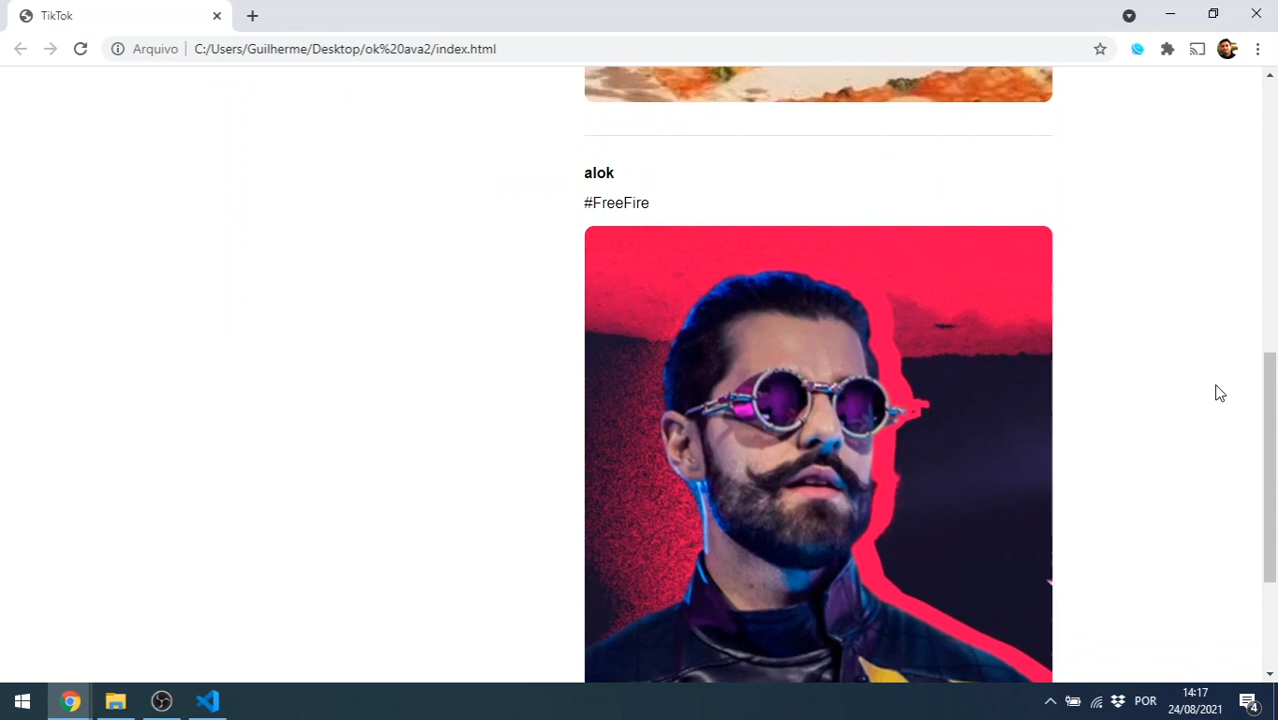 TikTok
Arquivo
C:/Users/Guilherme/Desktop/ok%20ava2/index.html
alok
#FreeFire
POR
14:17
24/08/2021
4